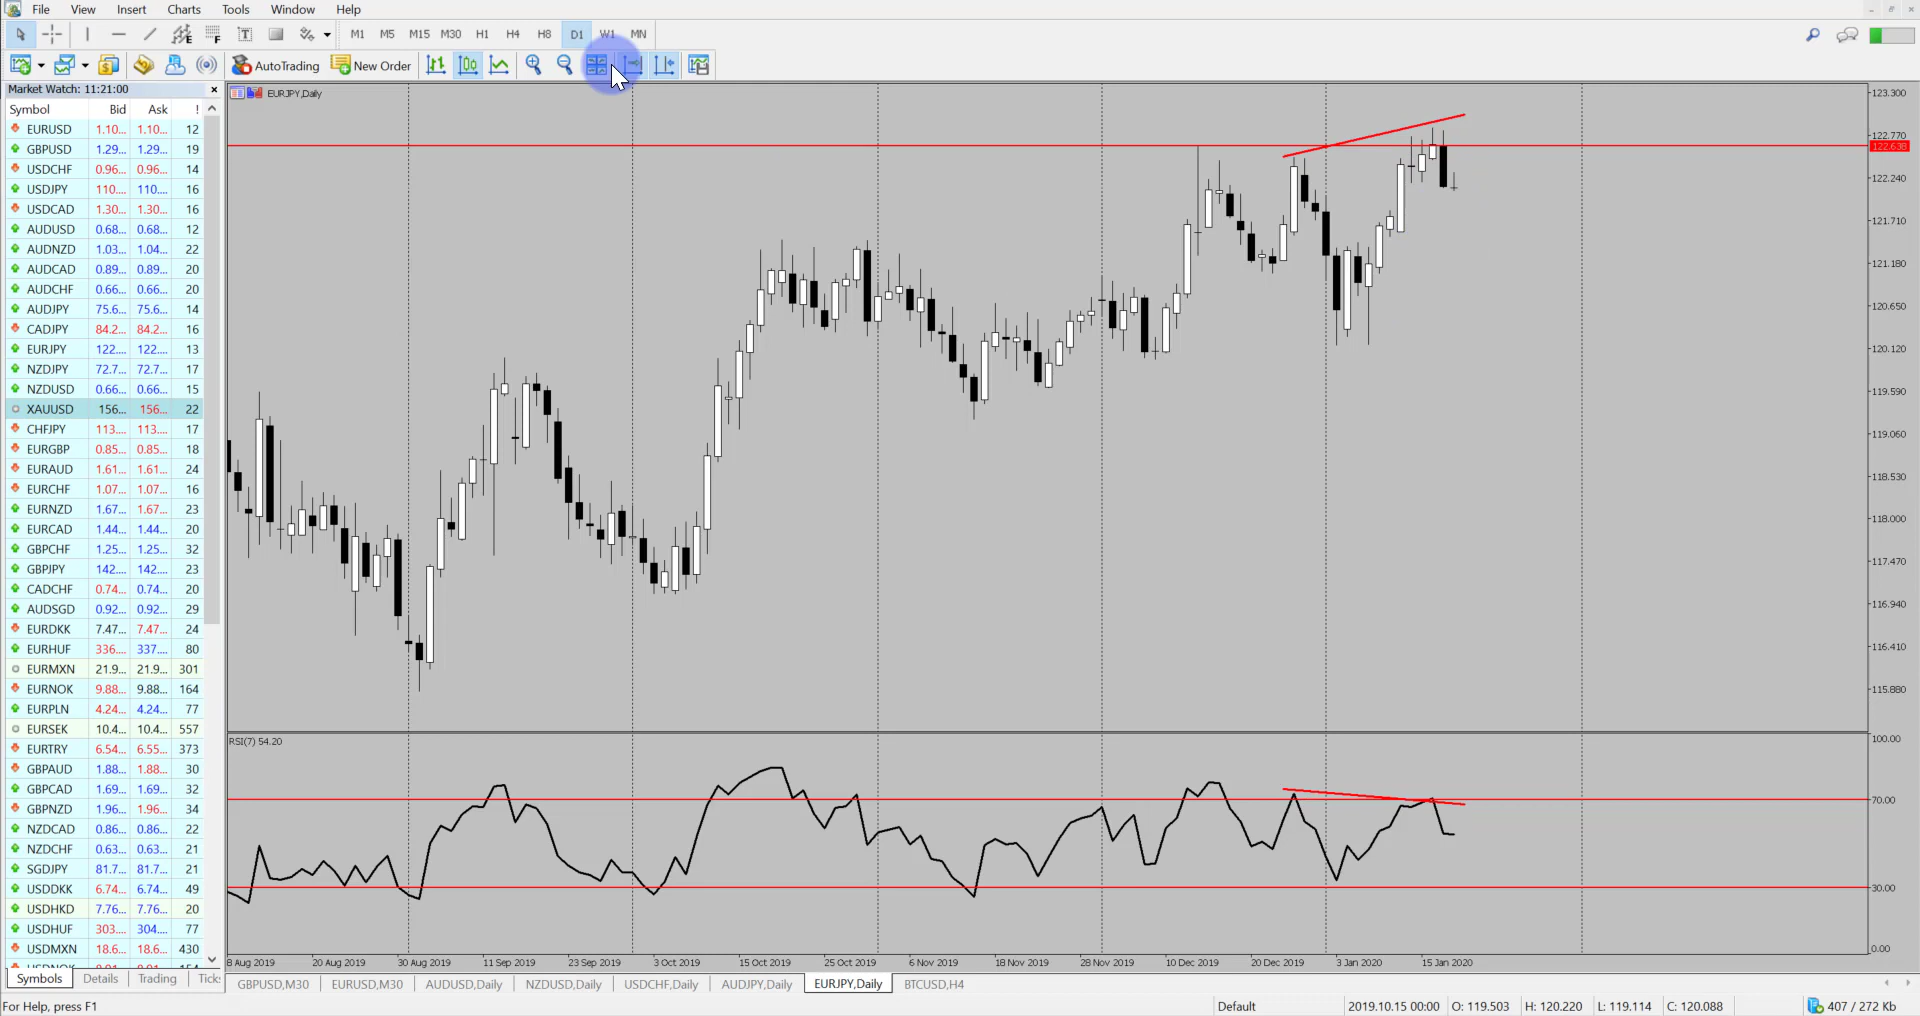 File View Insert Charts Tools Window Help
M1 M5 M15 M30 H1 H4 H8 D1 W1 MN
AutoTrading New Order
Market Watch: 11:21:00
Symbol Bid Ask !
EURUSD 1.10... 1.10... 12
GBPUSD 1.29... 1.29... 19
USDCHF 0.96... 0.96... 14
USDJPY 110.... 110.... 16
USDCAD 1.30... 1.30... 16
AUDUSD 0.68... 0.68... 12
AUDNZD 1.03... 1.04... 22
AUDCAD 0.89... 0.89... 20
AUDCHF 0.66... 0.66... 20
AUDJPY 75.6... 75.6... 14
CADJPY 84.2... 84.2... 16
EURJPY 122.... 122.... 13
NZDJPY 72.7... 72.7... 17
NZDUSD 0.66... 0.66... 15
XAUUSD 156... 156... 22
CHFJPY 113.... 113.... 17
EURGBP 0.85... 0.85... 18
EURAUD 1.61... 1.61... 24
EURCHF 1.07... 1.07... 16
EURNZD 1.67... 1.67... 23
EURCAD 1.44... 1.44... 20
GBPCHF 1.25... 1.25... 32
GBPJPY 142.... 142.... 23
CADCHF 0.74... 0.74... 20
AUDSGD 0.92... 0.92... 29
EURDKK 7.47... 7.47... 24
EURHUF 336.... 337.... 80
EURMXN 21.9... 21.9... 301
EURNOK 9.88... 9.88... 164
EURPLN 4.24... 4.24... 77
EURSEK 10.4... 10.4... 557
EURTRY 6.54... 6.55... 373
GBPAUD 1.88... 1.88... 30
GBPCAD 1.69... 1.69... 32
GBPNZD 1.96... 1.96... 34
NZDCAD 0.86... 0.86... 22
NZDCHF 0.63... 0.63... 21
SGDJPY 81.7... 81.7... 21
USDDKK 6.74... 6.74... 49
USDHKD 7.76... 7.76... 20
USDHUF 303.... 304.... 77
USDMXN 18.6... 18.6... 430
Symbols Details Trading Ticks
EURJPY,Daily
123.300
122.770
122.638
122.240
121.710
121.180
120.650
120.120
119.590
119.060
118.530
118.000
117.470
116.940
116.410
115.880
RSI(7) 54.20
100.00
70.00
30.00
0.00
8 Aug 2019 20 Aug 2019 30 Aug 2019 11 Sep 2019 23 Sep 2019 3 Oct 2019 15 Oct 2019 25 Oct 2019 6 Nov 2019 18 Nov 2019 28 Nov 2019 10 Dec 2019 20 Dec 2019 3 Jan 2020 15 Jan 2020
GBPUSD,M30 EURUSD,M30 AUDUSD,Daily NZDUSD,Daily USDCHF,Daily AUDJPY,Daily EURJPY,Daily BTCUSD,H4
For Help, press F1 Default 2019.10.15 00:00 O: 119.503 H: 120.220 L: 119.114 C: 120.088 407 / 272 Kb